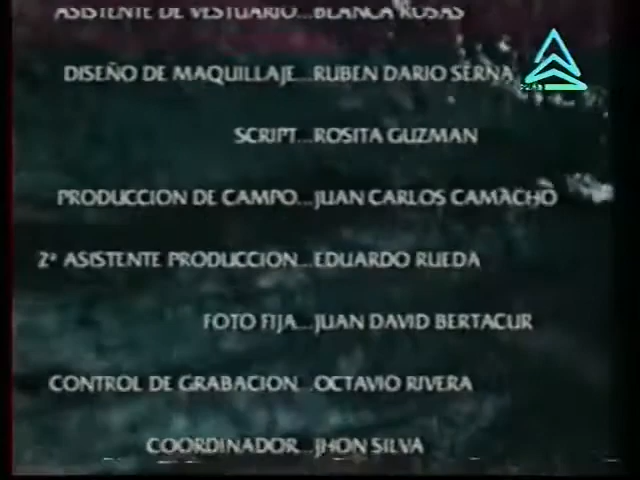 ASISTENTE DE VESTUARIO...BLANCA ROSAS
DISEÑO DE MAQUILLAJE...RUBEN DARIO SERNA
SCRIPT...ROSITA GUZMAN
PRODUCCION DE CAMPO...JUAN CARLOS CAMACHO
2º ASISTENTE PRODUCCION...EDUARDO RUEDA
FOTO FIJA...JUAN DAVID BERTACUR
CONTROL DE GRABACION...OCTAVIO RIVERA
COORDINADOR...JHON SILVA